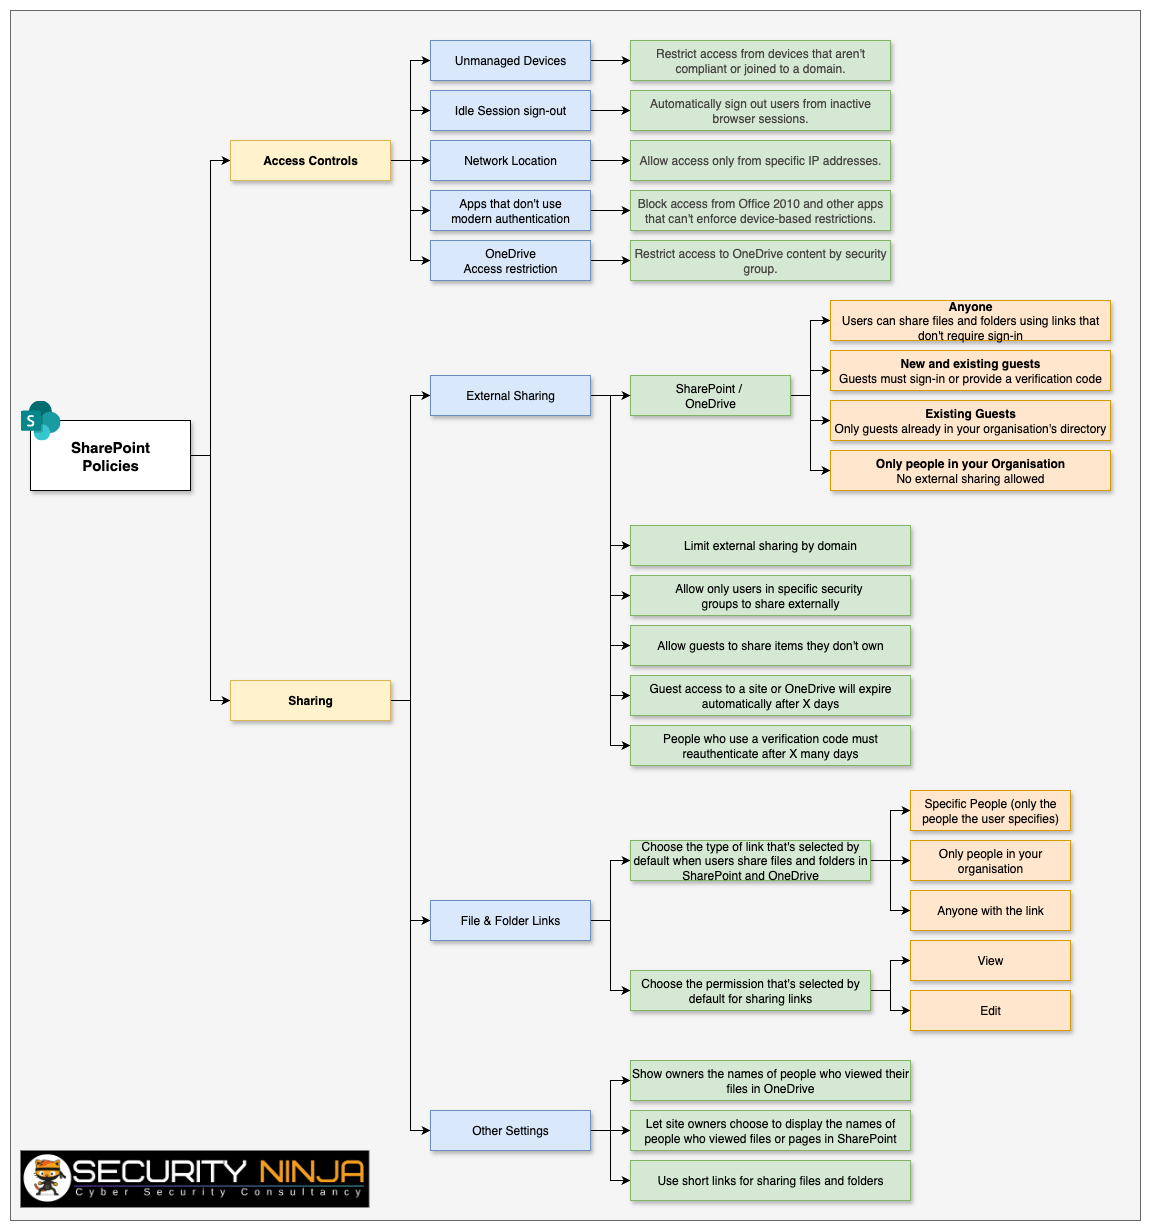 Unmanaged Devices
Restrict access from devices that aren't
compliant or joined to a domain.
Idle Session sign-out
Automatically sign out users from inactive
browser sessions.
Access Controls
Network Location
Allow access only from specific IP addresses.
Apps that don't use
modern authentication
Block access from Office 2010 and other apps
that can't enforce device-based restrictions.
OneDrive
Access restriction
Restrict access to OneDrive content by security
group.
Anyone
Users can share files and folders using links that
don't require sign-in
New and existing guests
Guests must sign-in or provide a verification code
External Sharing
SharePoint /
OneDrive
Existing Guests
Only guests already in your organisation's directory
S
SharePoint
Policies
Only people in your Organisation
No external sharing allowed
Limit external sharing by domain
Allow only users in specific security
groups to share externally
Allow guests to share items they don't own
Sharing
Guest access to a site or OneDrive will expire
automatically after X days
People who use a verification code must
reauthenticate after X many days
Specific People (only the
people the user specifies)
Choose the type of link that's selected by
default when users share files and folders in
SharePoint and OneDrive
Only people in your
organisation
Anyone with the link
File & Folder Links
View
Choose the permission that's selected by
default for sharing links
Edit
Show owners the names of people who viewed their
files in OneDrive
Other Settings
Let site owners choose to display the names of
people who viewed files or pages in SharePoint
Use short links for sharing files and folders
SECURITY NINJA
Cyber Security Consultancy